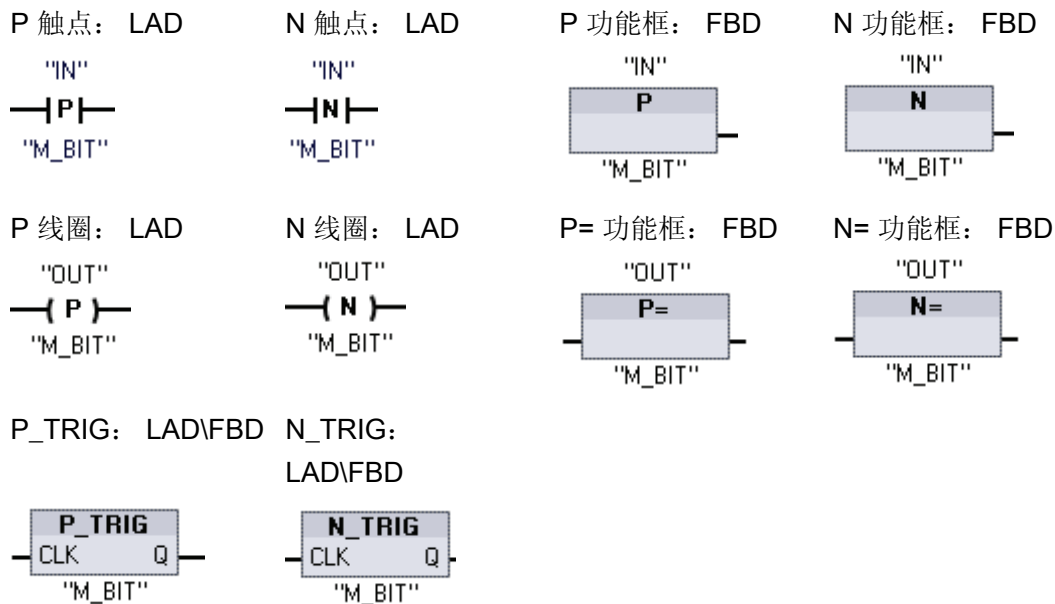 P 触点： LAD
N 触点： LAD
P 功能框： FBD
N 功能框： FBD
"IN"
"IN"
"IN"
"IN"
P
N
P
N
"M_BIT"
"M_BIT"
"M_BIT"
"M_BIT"
P 线圈： LAD
N 线圈： LAD
P= 功能框： FBD
N= 功能框： FBD
"OUT"
"OUT"
"OUT"
"OUT"
( P )
( N )
P=
N=
"M_BIT"
"M_BIT"
"M_BIT"
"M_BIT"
P_TRIG： LAD\FBD
N_TRIG：
LAD\FBD
P_TRIG
CLK Q
"M_BIT"
N_TRIG
CLK Q
"M_BIT"